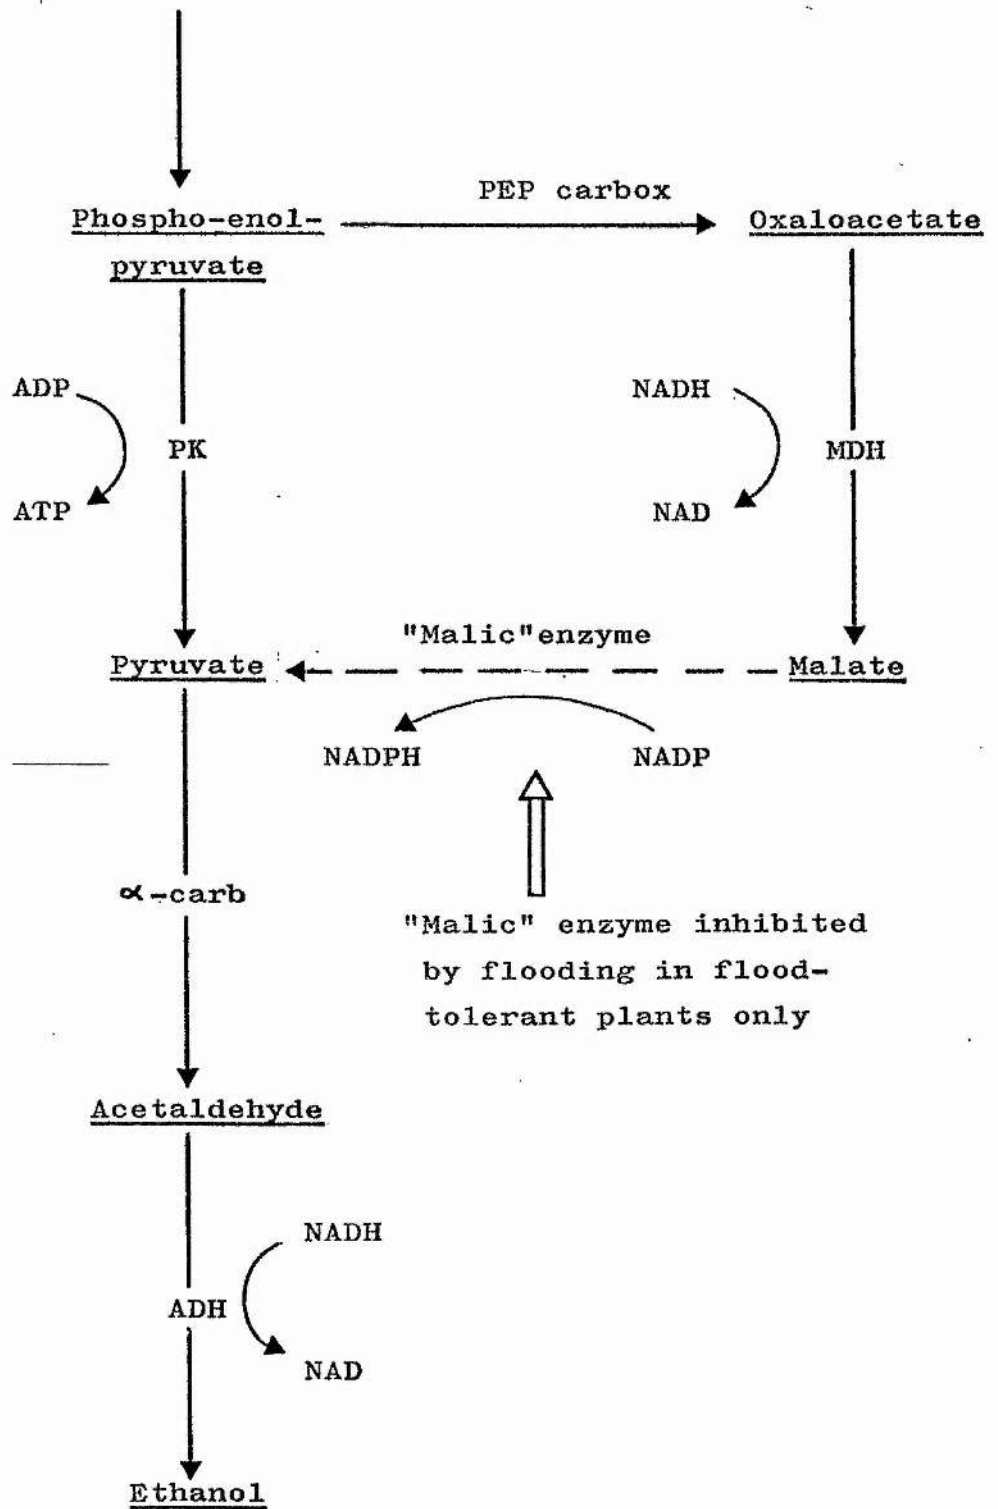 PEP carbox
Phospho-enol-
pyruvate
Oxaloacetate
ADP
PK
ATP
NADH
MDH
NAD
"Malic"enzyme
Pyruvate
Malate
NADPH
NADP
α-carb
"Malic" enzyme inhibited
by flooding in flood-
tolerant plants only
Acetaldehyde
NADH
ADH
NAD
Ethanol